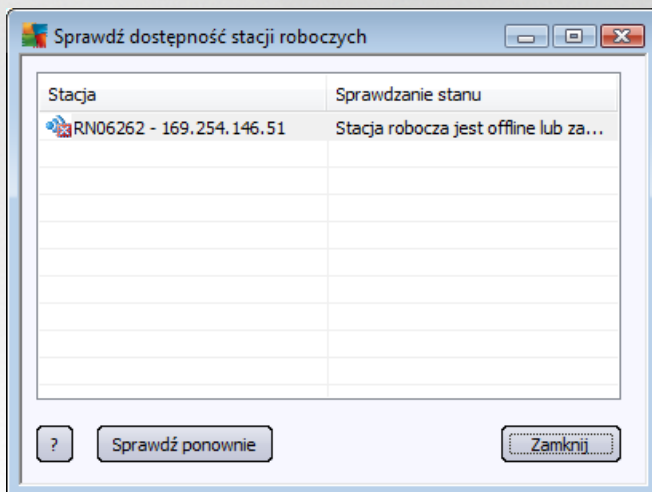 Sprawdź dostępność stacji roboczych
Stacja Sprawdzanie stanu
RN06262 - 169.254.146.51 Stacja robocza jest offline lub za...
? Sprawdź ponownie Zamknij